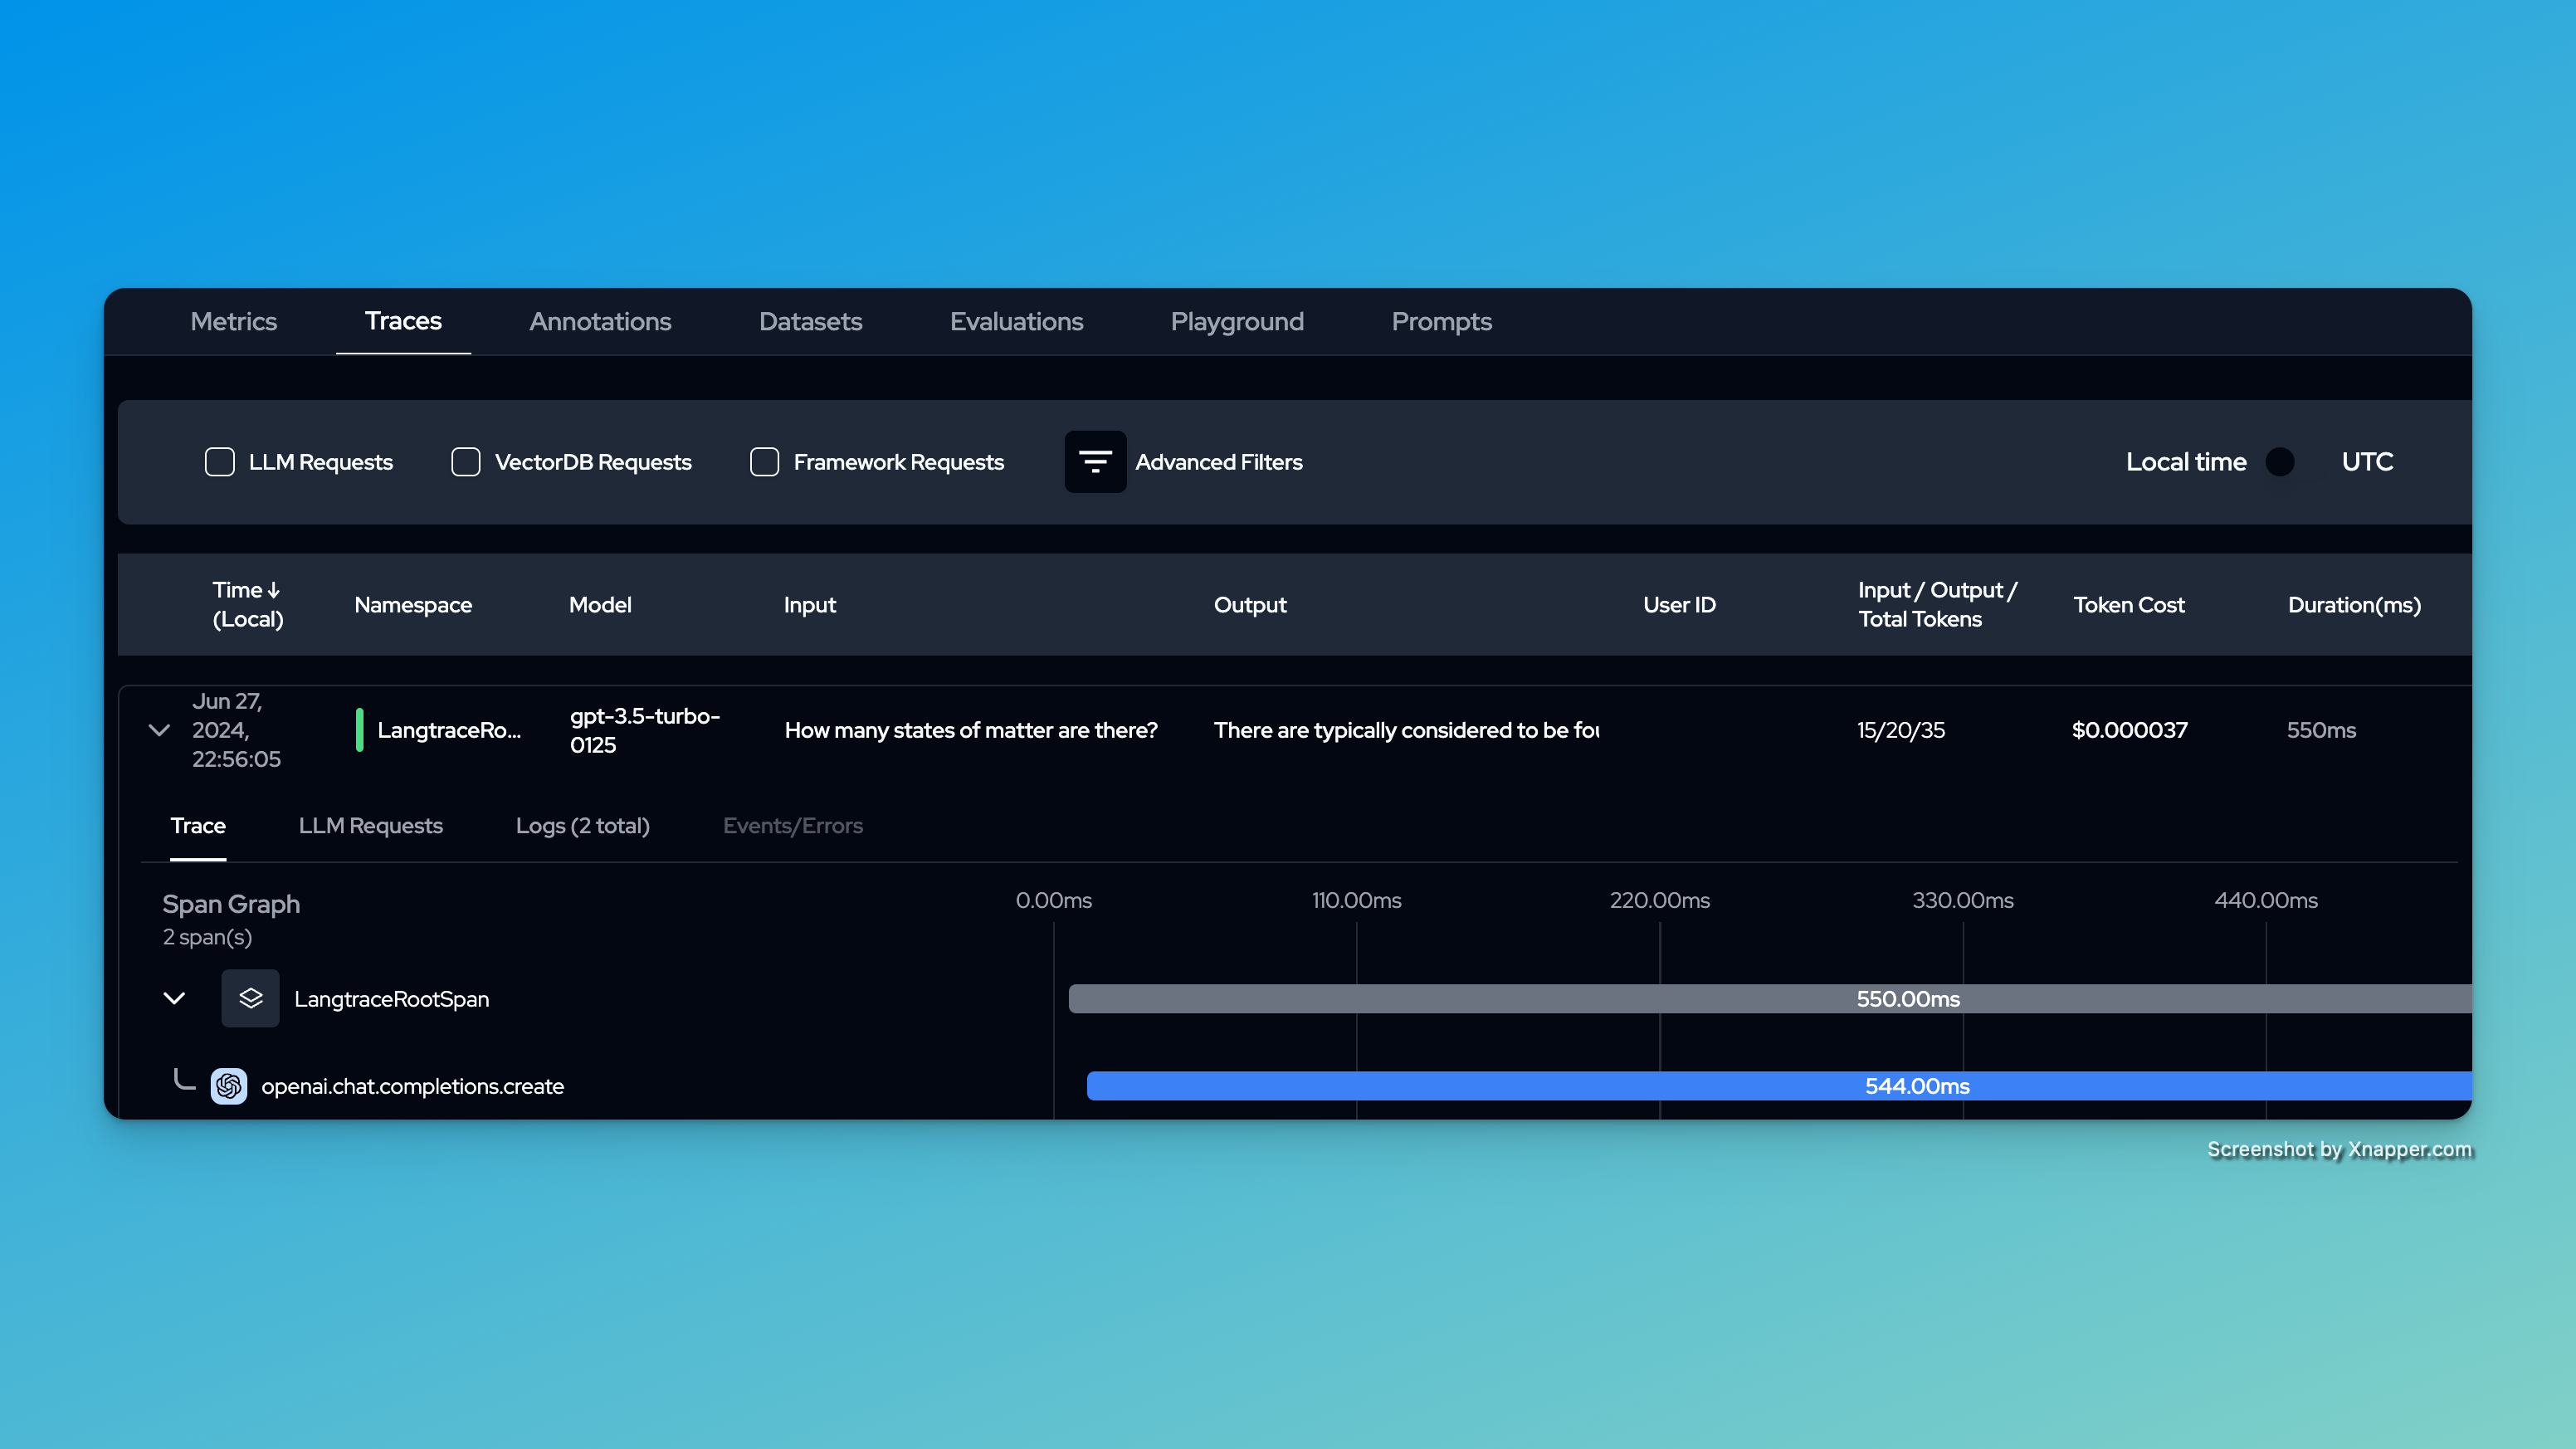 Metrics Traces Annotations Datasets Evaluations Playground Prompts
LLM Requests VectorDB Requests Framework Requests Advanced Filters Local time UTC
Time ↓
(Local)
Namespace
Model
Input
Output
User ID
Input / Output /
Total Tokens
Token Cost
Duration(ms)
Jun 27,
2024,
22:56:05
LangtraceRo...
gpt-3.5-turbo-
0125
How many states of matter are there?
There are typically considered to be
15/20/35
$0.000037
550ms
Trace LLM Requests Logs (2 total) Events/Errors
Span Graph
2 span(s)
0.00ms 110.00ms 220.00ms 330.00ms 440.00ms
LangtraceRootSpan 550.00ms
openai.chat.completions.create 544.00ms
Screenshot by Xnapper.com